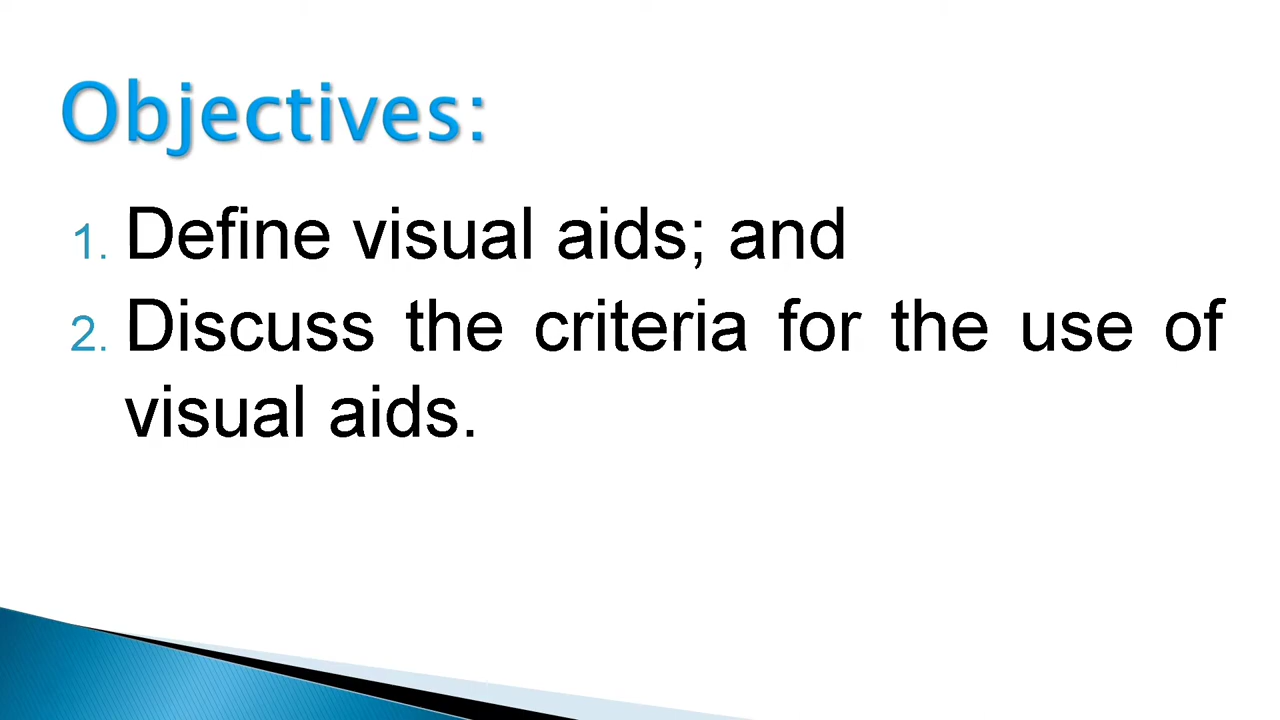 Objectives:
1. Define visual aids; and
2. Discuss the criteria for the use of
visual aids.